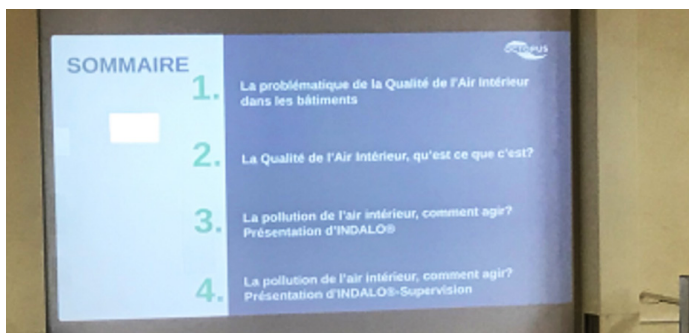 SOMMAIRE
OCTOPUS
1.
La problématique de la Qualité de l'Air Intérieur
dans les bâtiments
2.
La Qualité de l'Air Intérieur, qu'est ce que c'est?
3.
La pollution de l'air intérieur, comment agir?
Présentation d'INDALO®
4.
La pollution de l'air intérieur, comment agir?
Présentation d'INDALO®-Supervision